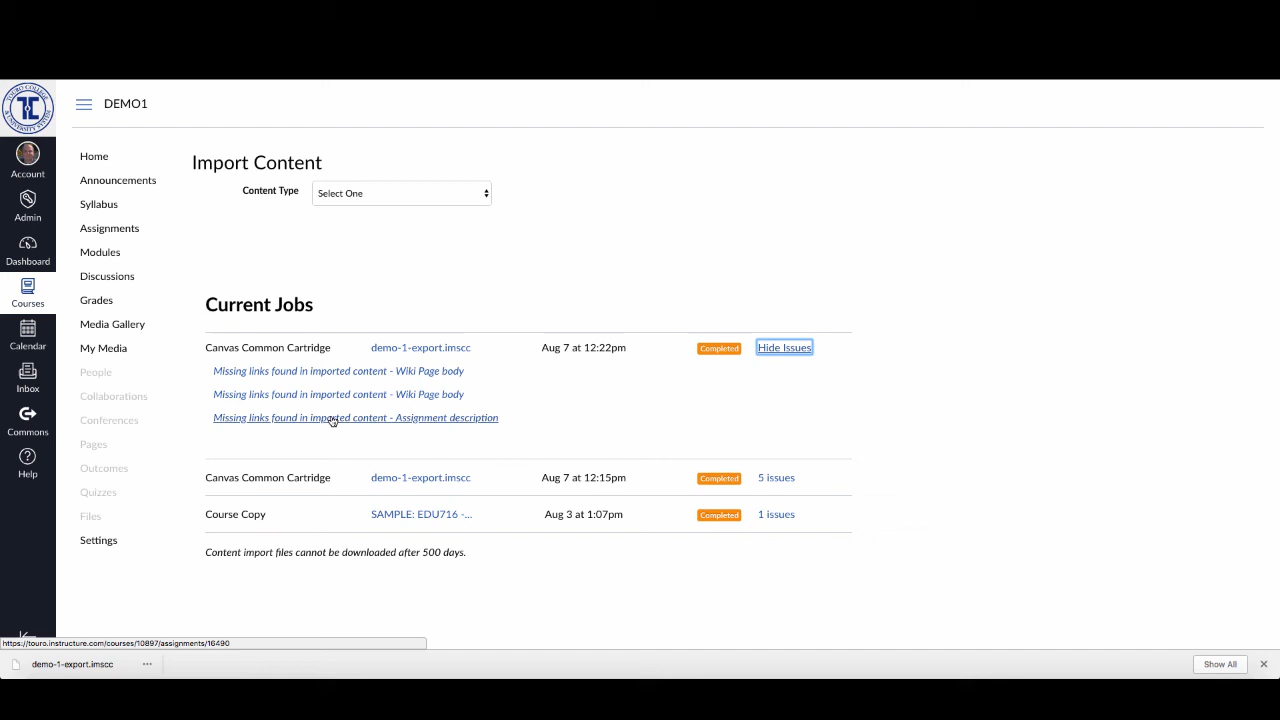 DEMO1
TOURO COLLEGE
& UNIVERSITY SYSTEM
Account
Admin
Dashboard
Courses
Calendar
Inbox
Commons
Help
Home
Announcements
Syllabus
Assignments
Modules
Discussions
Grades
Media Gallery
My Media
People
Collaborations
Conferences
Pages
Outcomes
Quizzes
Files
Settings
Import Content
Content Type Select One
Current Jobs
Canvas Common Cartridge demo-1-export.imscc Aug 7 at 12:22pm Completed Hide Issues
Missing links found in imported content - Wiki Page body
Missing links found in imported content - Wiki Page body
Missing links found in imported content - Assignment description
Canvas Common Cartridge demo-1-export.imscc Aug 7 at 12:15pm Completed 5 issues
Course Copy SAMPLE: EDU716 -... Aug 3 at 1:07pm Completed 1 issues
Content import files cannot be downloaded after 500 days.
https://touro.instructure.com/courses/10897/assignments/16490
demo-1-export.imscc Show All